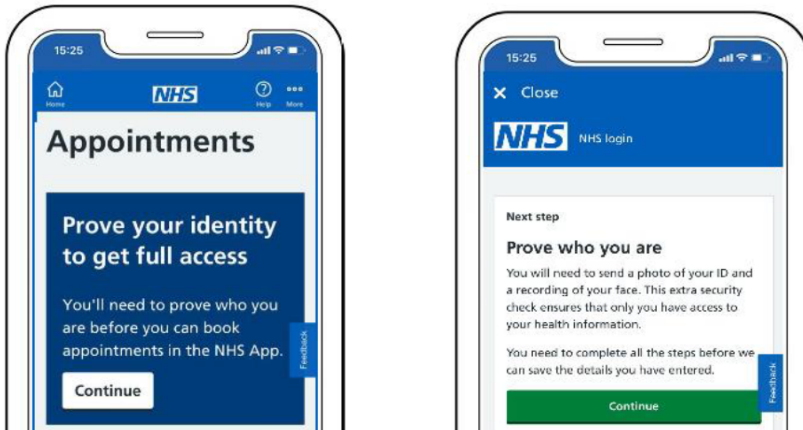 15:25
NHS
Home
Help
More
Appointments
Prove your identity
to get full access
You'll need to prove who you
are before you can book
appointments in the NHS App.
Continue
Feedback
15:25
Close
NHS
NHS login
Next step
Prove who you are
You will need to send a photo of your ID and
a recording of your face. This extra security
check ensures that only you have access to
your health information.
You need to complete all the steps before we
can save the details you have entered.
Continue
Feedback